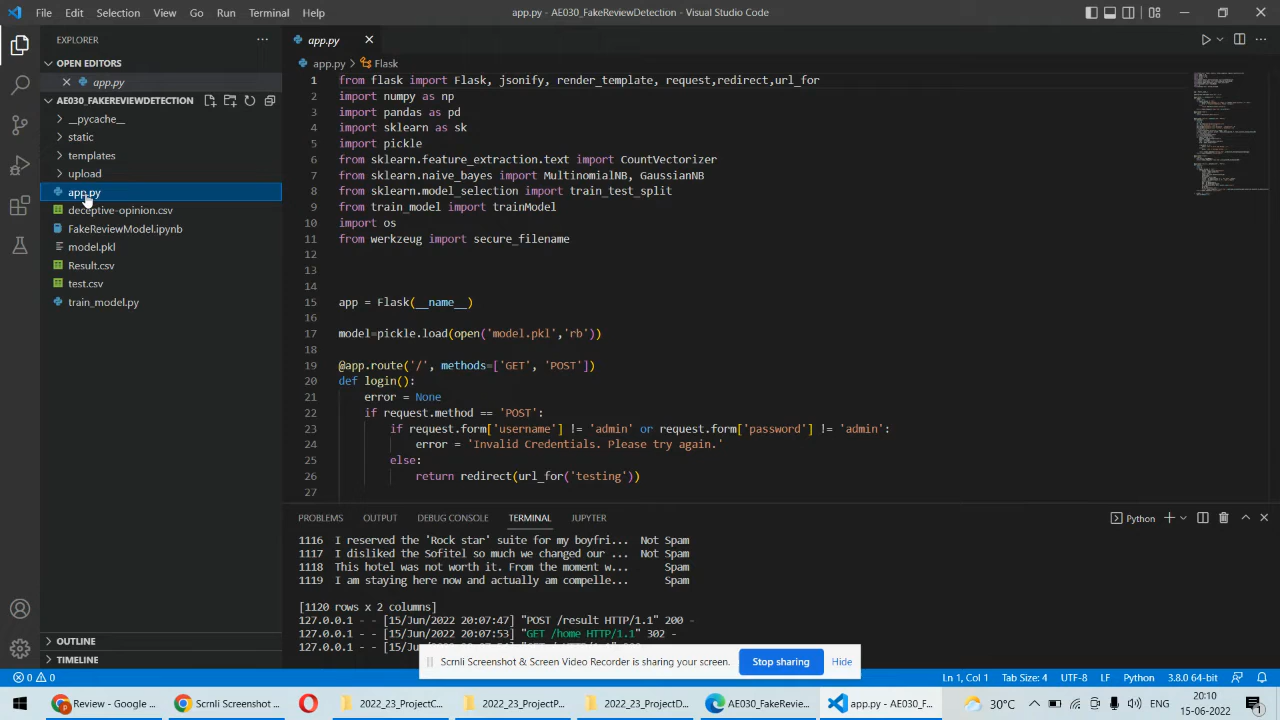 File Edit Selection View Go Run Terminal Help
app.py - AE030_FakeReviewDetection - Visual Studio Code
EXPLORER
OPEN EDITORS
app.py
AE030_FAKEREVIEWDETECTION
__pycache__
static
templates
upload
app.py
deceptive-opinion.csv
FakeReviewModel.ipynb
model.pkl
Result.csv
test.csv
train_model.py
OUTLINE
TIMELINE
app.py
app.py > Flask
1 from flask import Flask, jsonify, render_template, request,redirect,url_for
2 import numpy as np
3 import pandas as pd
4 import sklearn as sk
5 import pickle
6 from sklearn.feature_extraction.text import CountVectorizer
7 from sklearn.naive_bayes import MultinomialNB, GaussianNB
8 from sklearn.model_selection import train_test_split
9 from train_model import trainModel
10 import os
11 from werkzeug import secure_filename
12
13
14
15 app = Flask(__name__)
16
17 model=pickle.load(open('model.pkl','rb'))
18
19 @app.route('/', methods=['GET', 'POST'])
20 def login():
21 error = None
22 if request.method == 'POST':
23 if request.form['username'] != 'admin' or request.form['password'] != 'admin':
24 error = 'Invalid Credentials. Please try again.'
25 else:
26 return redirect(url_for('testing'))
27
PROBLEMS OUTPUT DEBUG CONSOLE TERMINAL JUPYTER
Python
1116 I reserved the 'Rock star' suite for my boyfri... Not Spam
1117 I disliked the Sofitel so much we changed our ... Not Spam
1118 This hotel was not worth it. From the moment w... Spam
1119 I am staying here now and actually am compelle... Spam
[1120 rows x 2 columns]
127.0.0.1 - - [15/Jun/2022 20:07:47] "POST /result HTTP/1.1" 200 -
127.0.0.1 - - [15/Jun/2022 20:07:53] "GET /home HTTP/1.1" 302 -
127.0.0.1 - - [15/Jun/2022
Scrnli Screenshot & Screen Video Recorder is sharing your screen. Stop sharing Hide
0 0
Ln 1, Col 1 Tab Size: 4 UTF-8 LF Python 3.8.0 64-bit
Review - Google ... Scrnli Screenshot ... 2022_23_ProjectC... 2022_23_Project... 2022_23_ProjectD... AE030_FakeRevie... app.py - AE030_F...
30°C ENG 20:10
15-06-2022
1